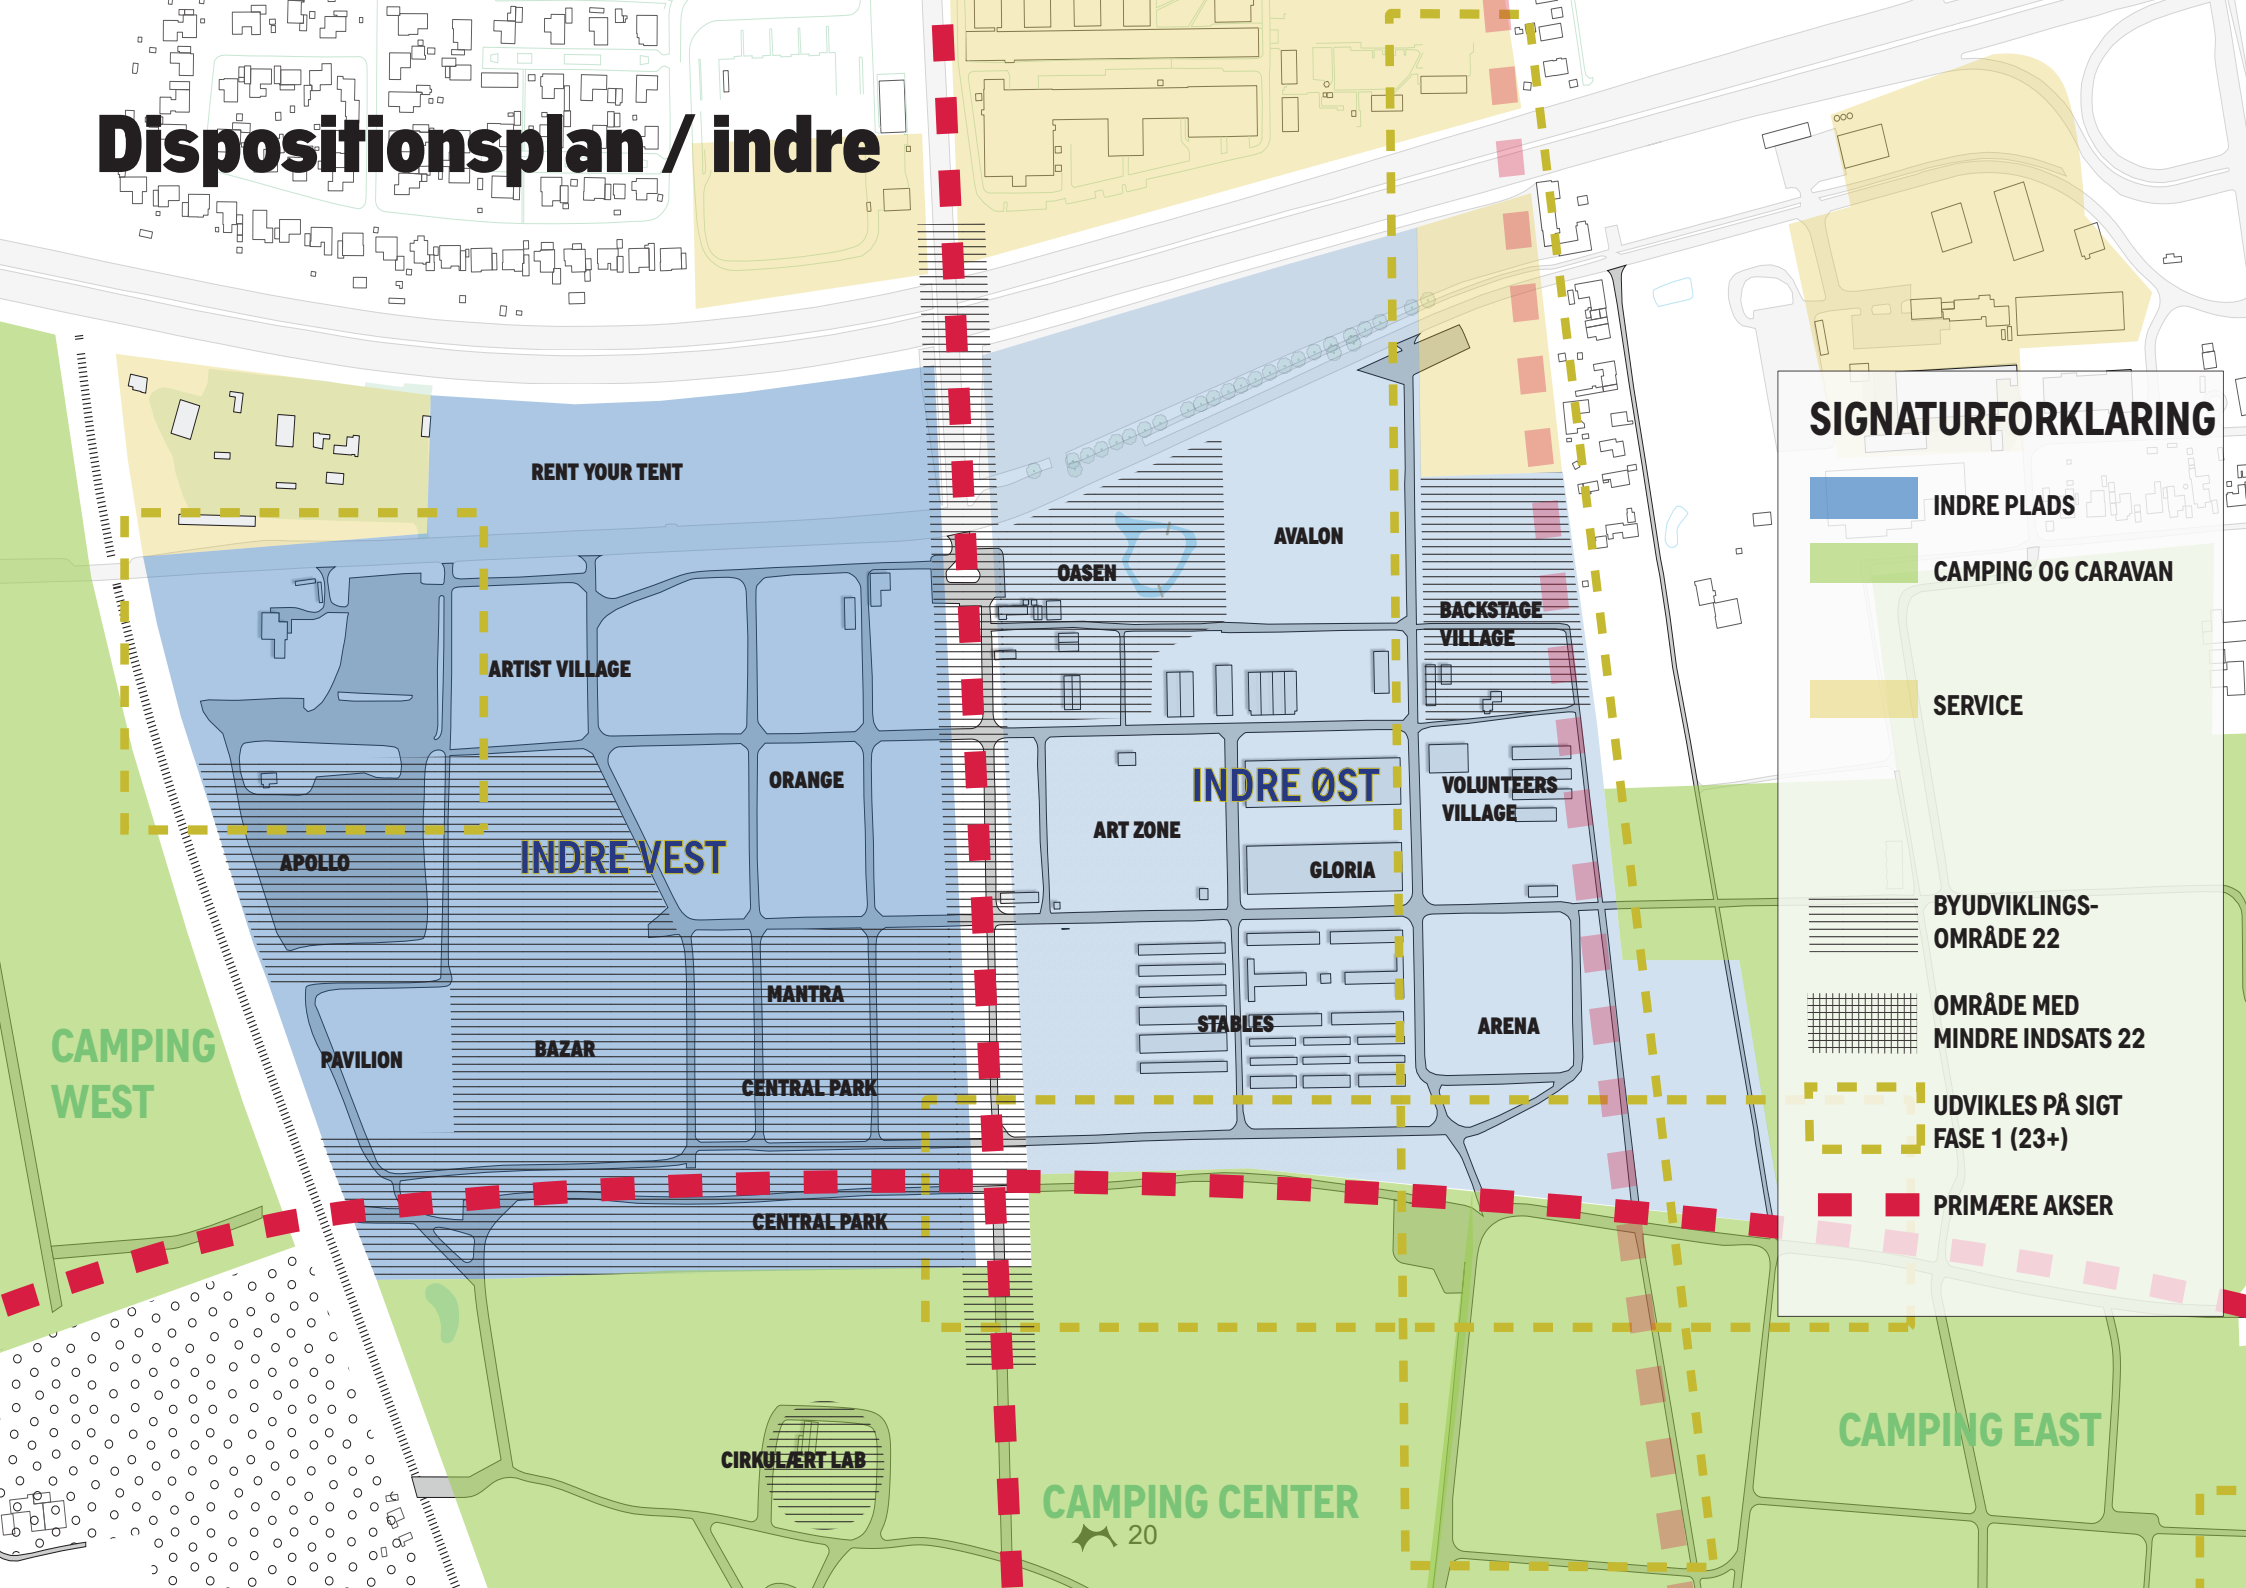 Dispositionsplan / indre
SIGNATURFORKLARING
INDRE PLADS
CAMPING OG CARAVAN
SERVICE
BYUDVIKLINGS-
OMRÅDE 22
OMRÅDE MED
MINDRE INDSATS 22
UDVIKLES PÅ SIGT
FASE 1 (23+)
PRIMÆRE AKSER
RENT YOUR TENT
AVALON
OASEN
BACKSTAGE
VILLAGE
ARTIST VILLAGE
ORANGE
INDRE ØST
VOLUNTEERS
VILLAGE
ART ZONE
INDRE VEST
APOLLO
GLORIA
MANTRA
STABLES
ARENA
CAMPING
WEST
PAVILION
BAZAR
CENTRAL PARK
CENTRAL PARK
CIRKULÆRT LAB
CAMPING CENTER
CAMPING EAST
20